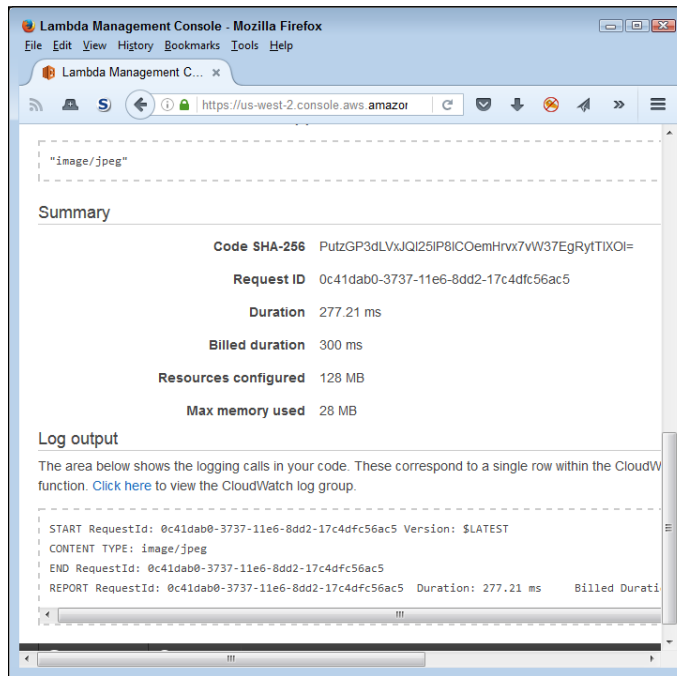 Lambda Management Console - Mozilla Firefox
File Edit View History Bookmarks Tools Help
Lambda Management C... ×
https://us-west-2.console.aws.amazor
"image/jpeg"
Summary
Code SHA-256 PutzGP3dLVxJQI25lP8lCOemHrvx7vW37EgRytTlXOI=
Request ID 0c41dab0-3737-11e6-8dd2-17c4dfc56ac5
Duration 277.21 ms
Billed duration 300 ms
Resources configured 128 MB
Max memory used 28 MB
Log output
The area below shows the logging calls in your code. These correspond to a single row within the CloudW
function. Click here to view the CloudWatch log group.
START RequestId: 0c41dab0-3737-11e6-8dd2-17c4dfc56ac5 Version: $LATEST
CONTENT TYPE: image/jpeg
END RequestId: 0c41dab0-3737-11e6-8dd2-17c4dfc56ac5
REPORT RequestId: 0c41dab0-3737-11e6-8dd2-17c4dfc56ac5 Duration: 277.21 ms Billed Durati